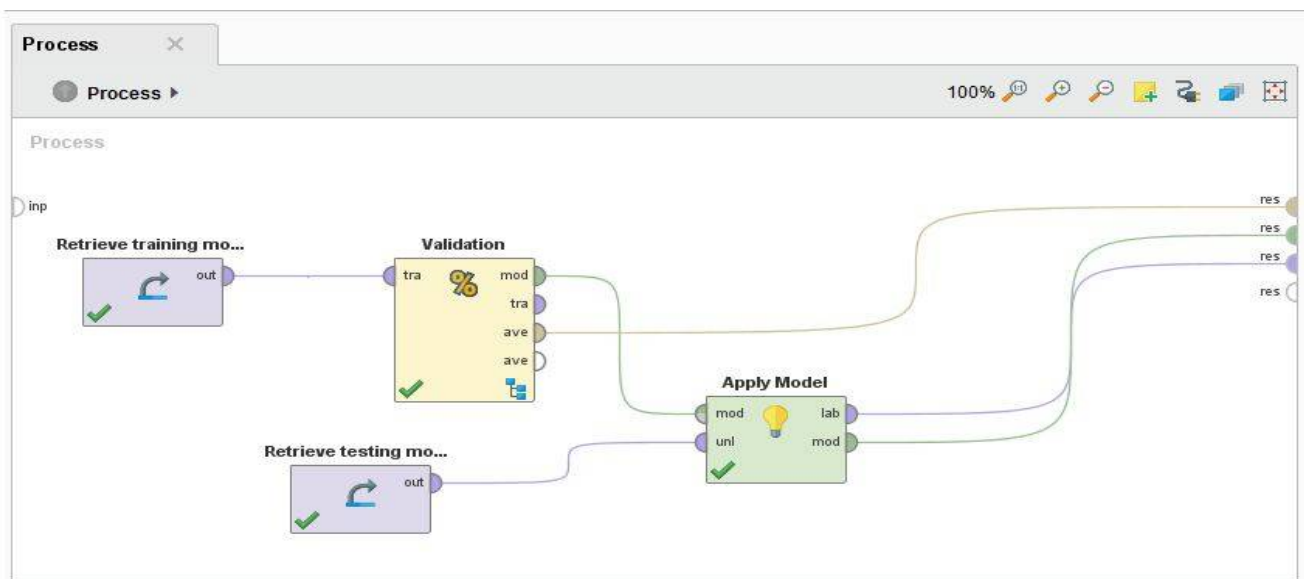 Process
Process
100%
Process
inp
res
res
res
res
Retrieve training mo...
out
Validation
tra
mod
tra
ave
ave
Apply Model
mod
lab
unl
mod
Retrieve testing mo...
out